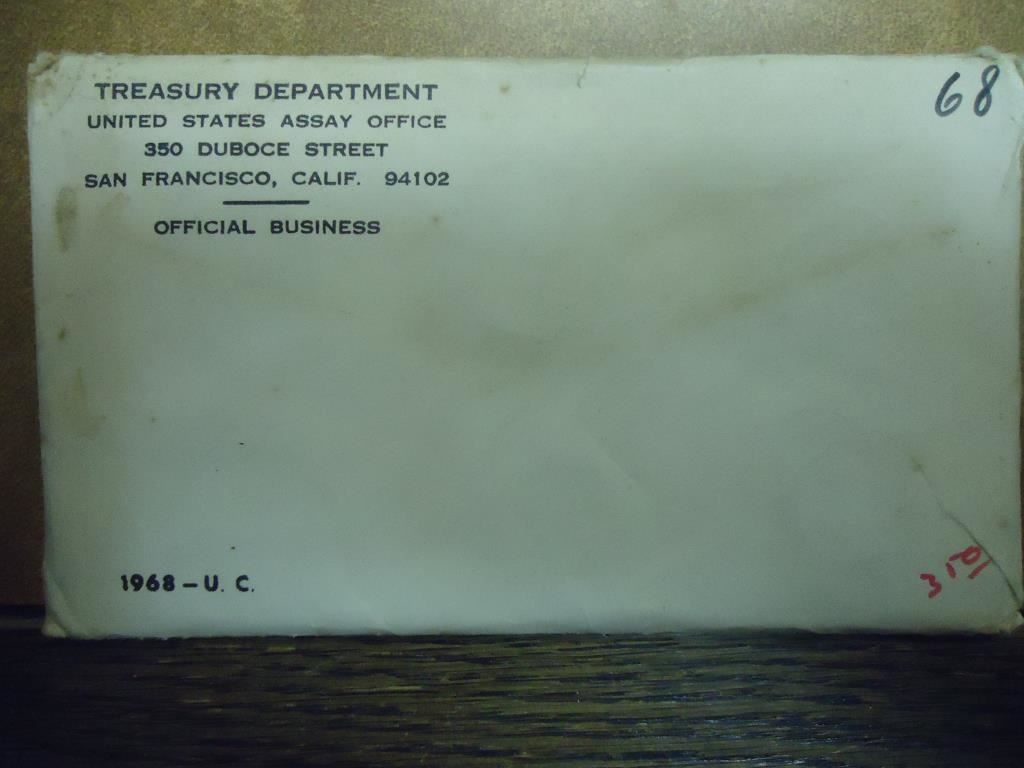 TREASURY DEPARTMENT
UNITED STATES ASSAY OFFICE
350 DUBOCE STREET
SAN FRANCISCO, CALIF. 94102
OFFICIAL BUSINESS
68
1968 - U. C.